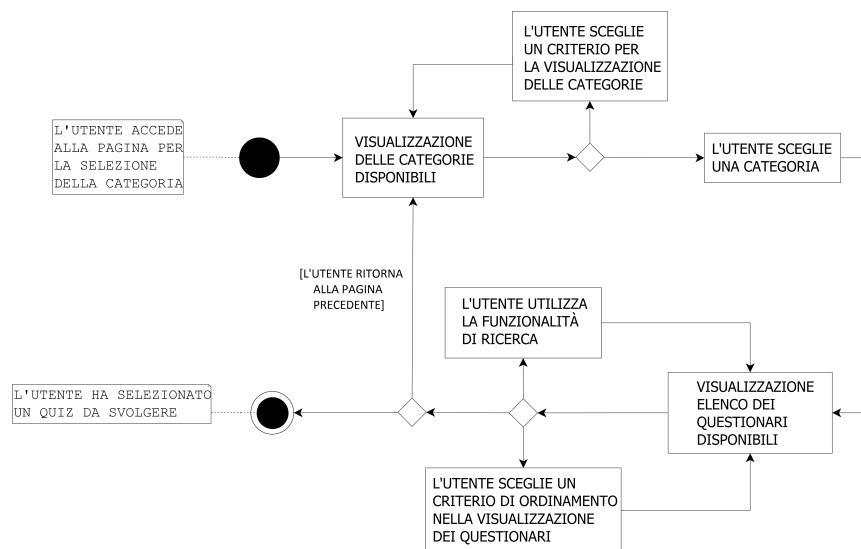 L'UTENTE SCEGLIE
UN CRITERIO PER
LA VISUALIZZAZIONE
DELLE CATEGORIE
L'UTENTE ACCEDE
ALLA PAGINA PER
LA SELEZIONE
DELLA CATEGORIA
VISUALIZZAZIONE
DELLE CATEGORIE
DISPONIBILI
L'UTENTE SCEGLIE
UNA CATEGORIA
[L'UTENTE RITORNA
ALLA PAGINA
PRECEDENTE]
L'UTENTE UTILIZZA
LA FUNZIONALITÀ
DI RICERCA
L'UTENTE HA SELEZIONATO
UN QUIZ DA SVOLGERE
VISUALIZZAZIONE
ELENCO DEI
QUESTIONARI
DISPONIBILI
L'UTENTE SCEGLIE UN
CRITERIO DI ORDINAMENTO
NELLA VISUALIZZAZIONE
DEI QUESTIONARI